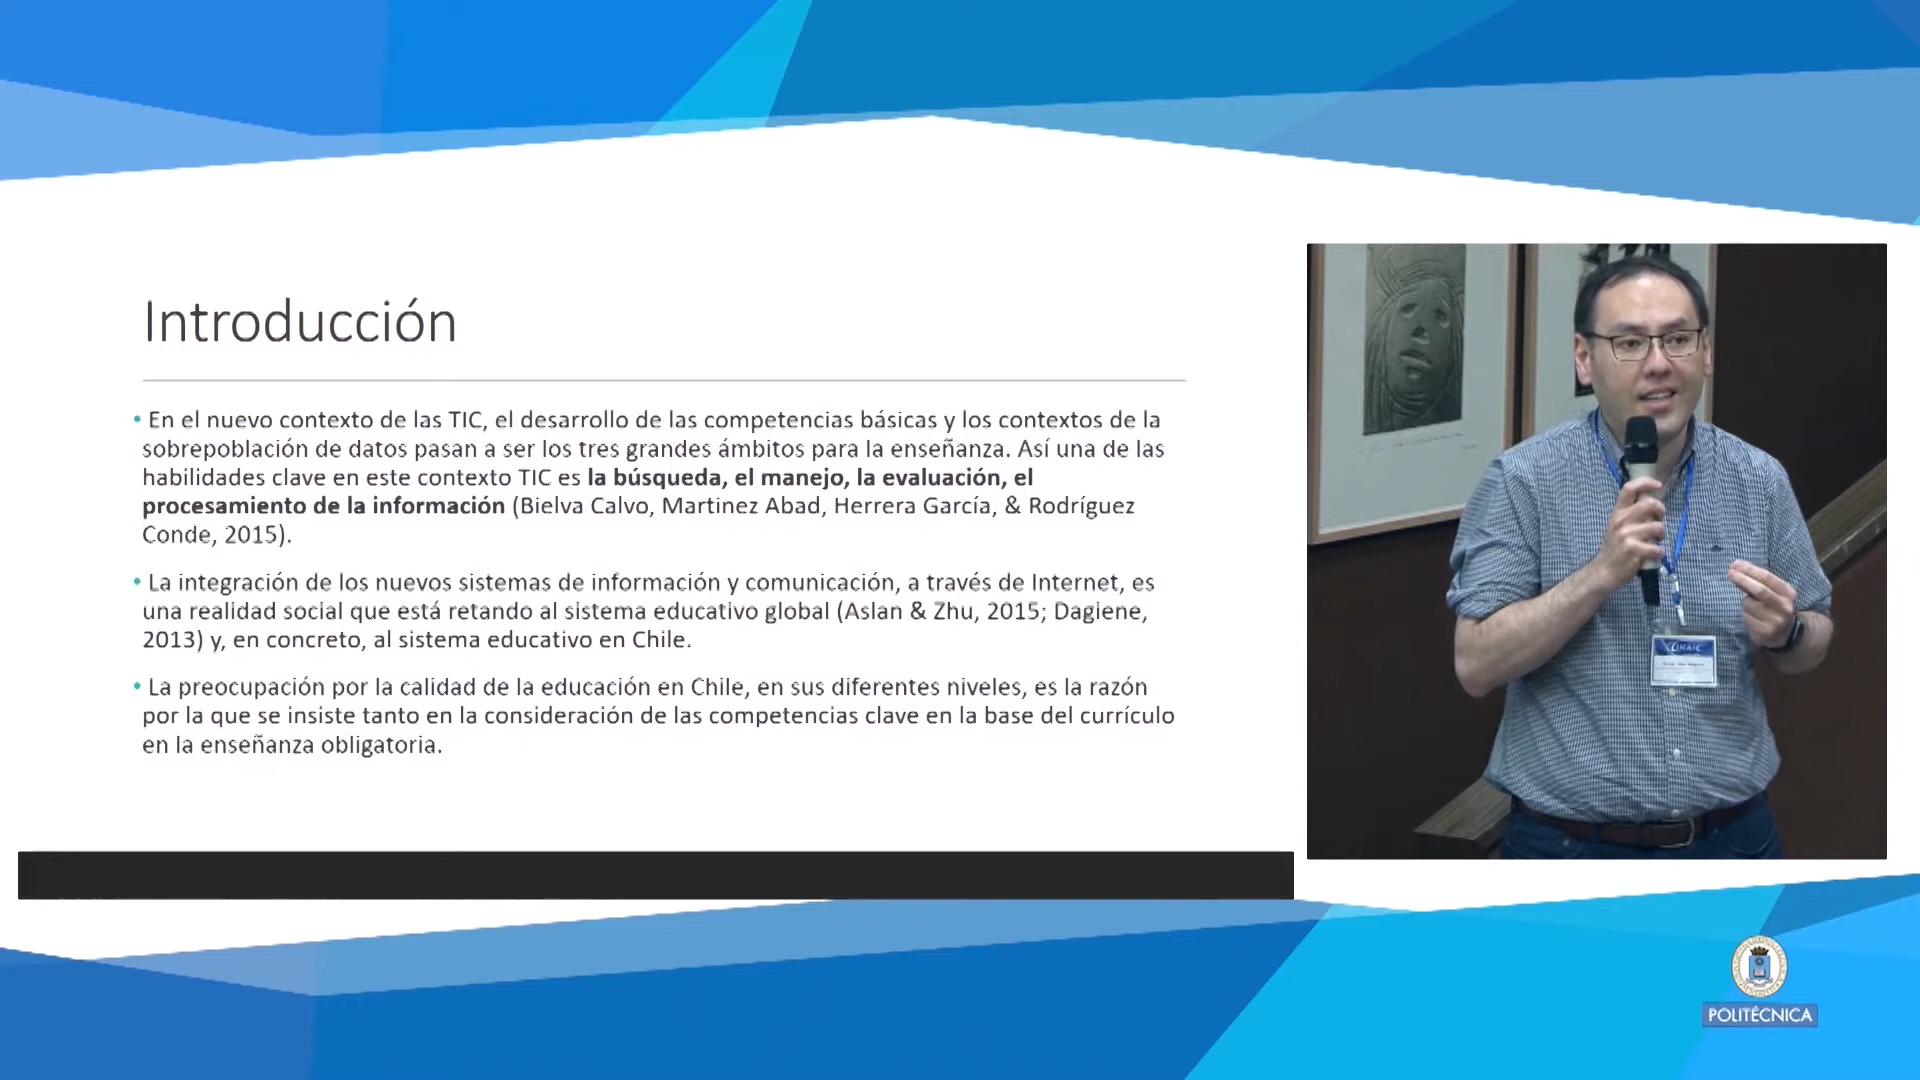 Introducción
• En el nuevo contexto de las TIC, el desarrollo de las competencias básicas y los contextos de la
sobrepoblación de datos pasan a ser los tres grandes ámbitos para la enseñanza. Así una de las
habilidades clave en este contexto TIC es la búsqueda, el manejo, la evaluación, el
procesamiento de la información (Bielva Calvo, Martinez Abad, Herrera García, & Rodríguez
Conde, 2015).
• La integración de los nuevos sistemas de información y comunicación, a través de Internet, es
una realidad social que está retando al sistema educativo global (Aslan & Zhu, 2015; Dagiene,
2013) y, en concreto, al sistema educativo en Chile.
• La preocupación por la calidad de la educación en Chile, en sus diferentes niveles, es la razón
por la que se insiste tanto en la consideración de las competencias clave en la base del currículo
en la enseñanza obligatoria.
CINAIC
POLITÉCNICA